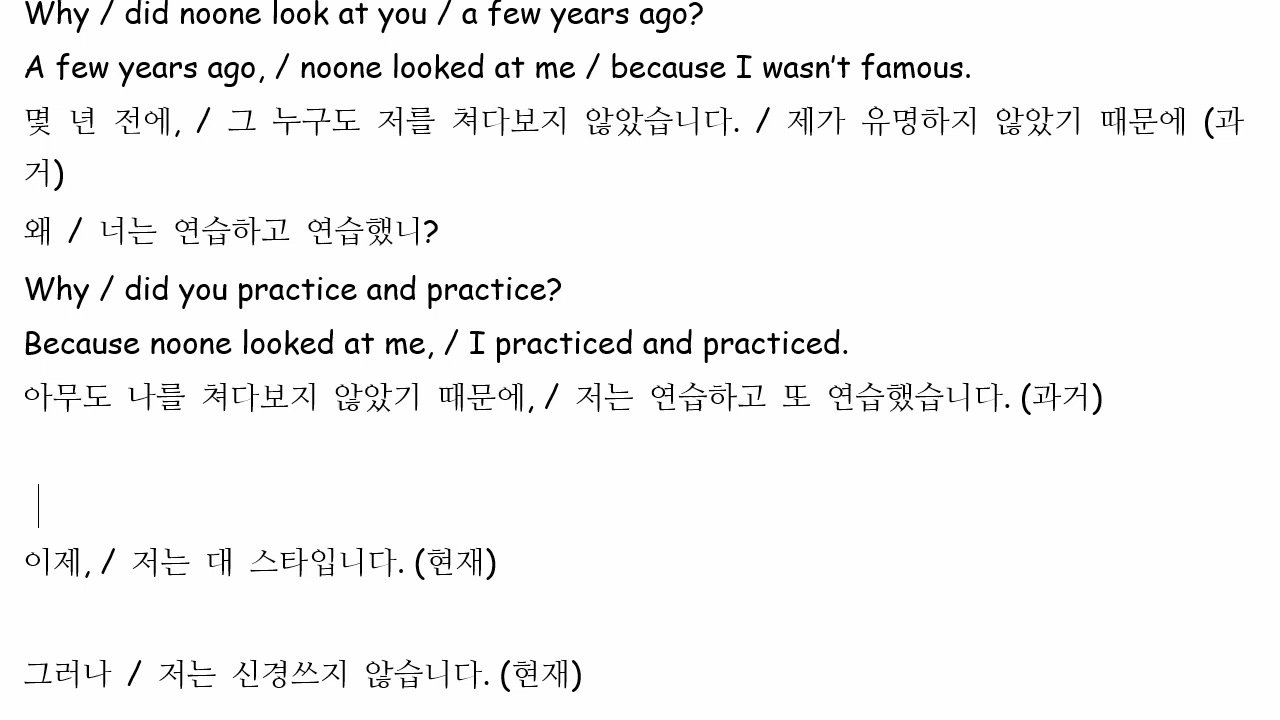 Why / did noone look at you / a few years ago?
A few years ago, / noone looked at me / because I wasn't famous.
몇 년 전에, / 그 누구도 저를 쳐다보지 않았습니다. / 제가 유명하지 않았기 때문에 (과
거)
왜 / 너는 연습하고 연습했니?
Why / did you practice and practice?
Because noone looked at me, / I practiced and practiced.
아무도 나를 쳐다보지 않았기 때문에, / 저는 연습하고 또 연습했습니다. (과거)
이제, / 저는 대 스타입니다. (현재)
그러나 / 저는 신경쓰지 않습니다. (현재)